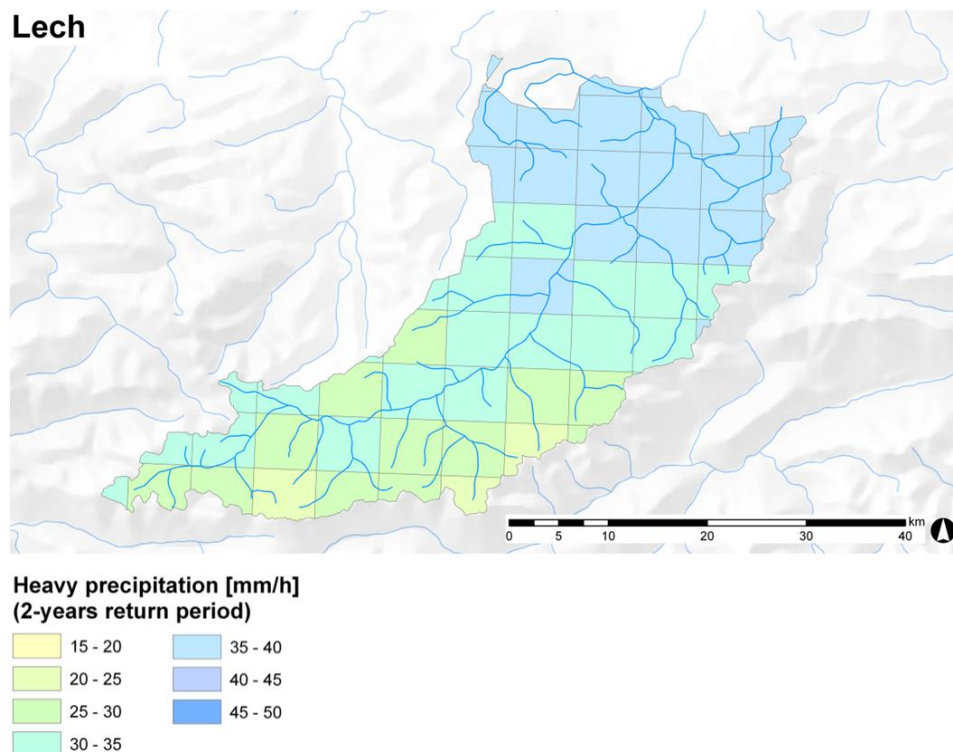 Lech
km
0 5 10 20 30 40
Heavy precipitation [mm/h]
(2-years return period)
15 - 20
20 - 25
25 - 30
30 - 35
35 - 40
40 - 45
45 - 50